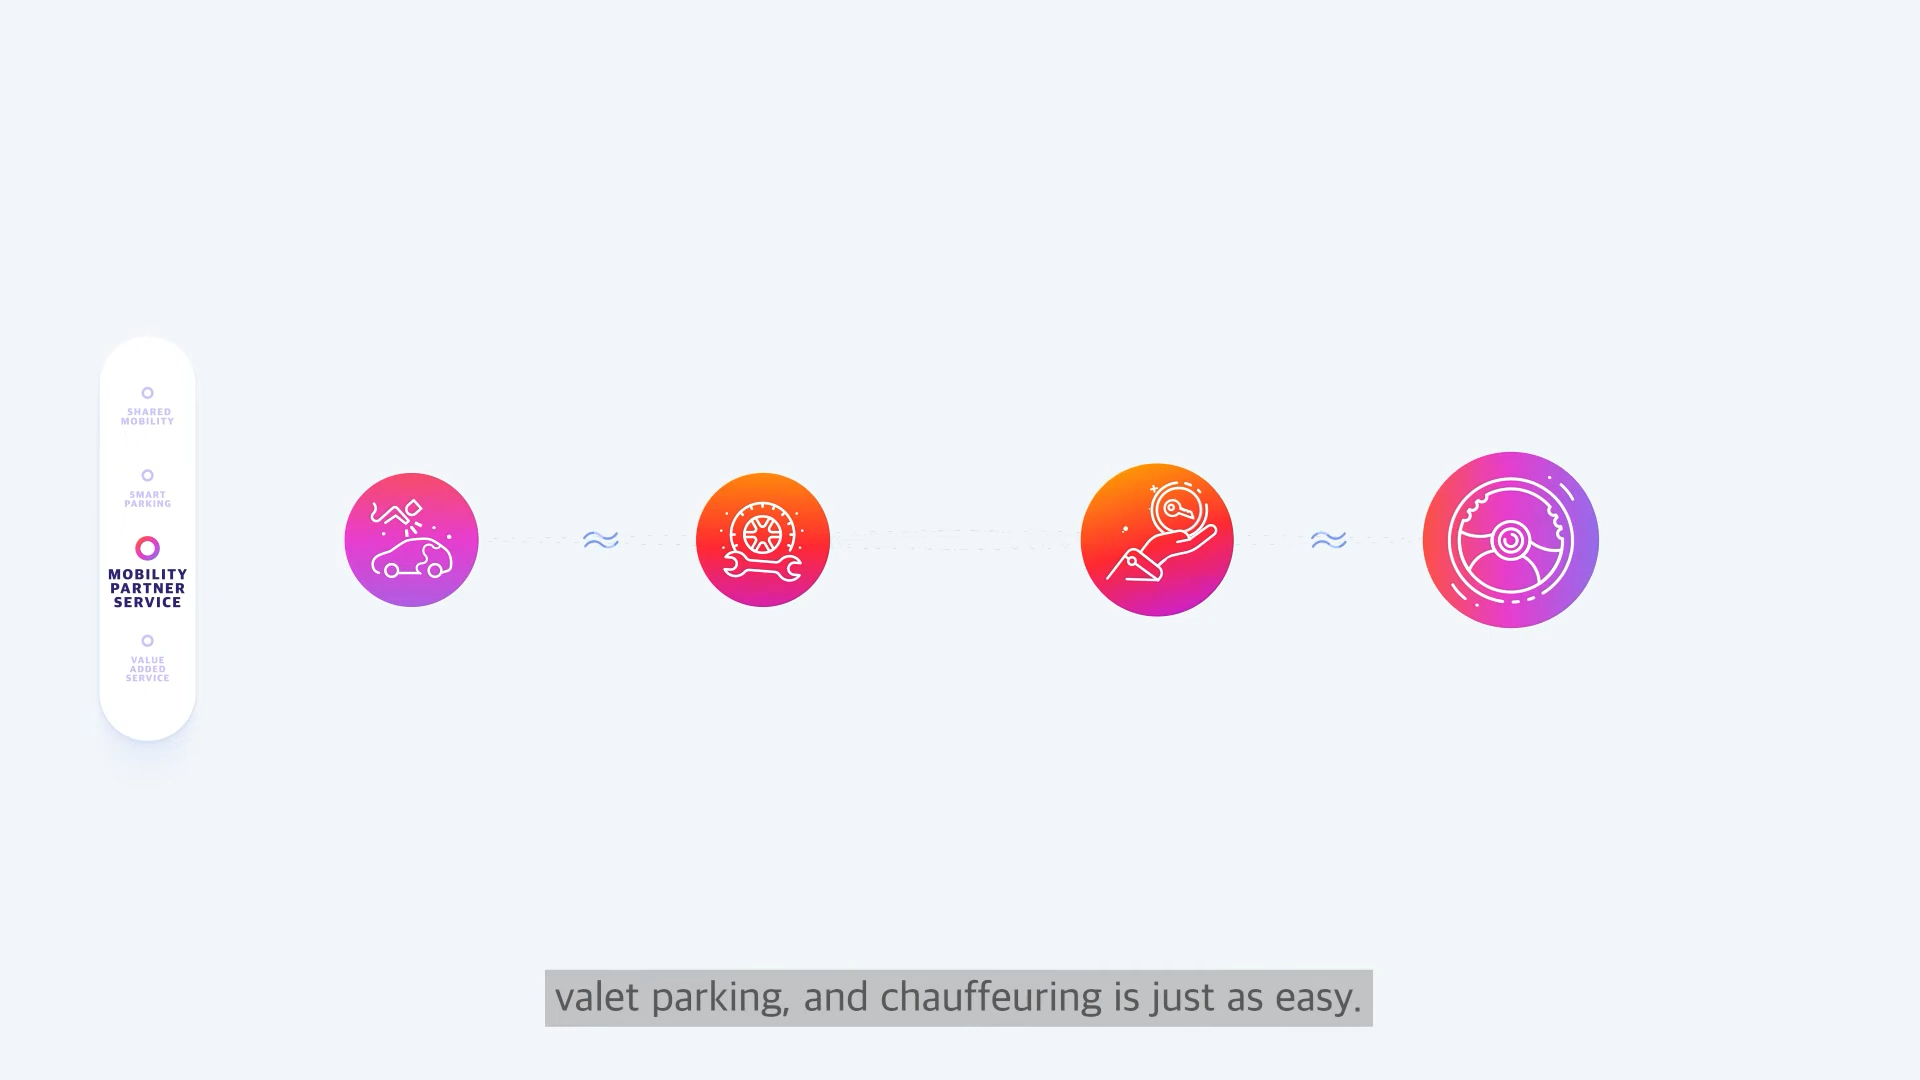 SHARED
MOBILITY
SMART
PARKING
MOBILITY
PARTNER
SERVICE
VALUE
ADDED
SERVICE
valet parking, and chauffeuring is just as easy.